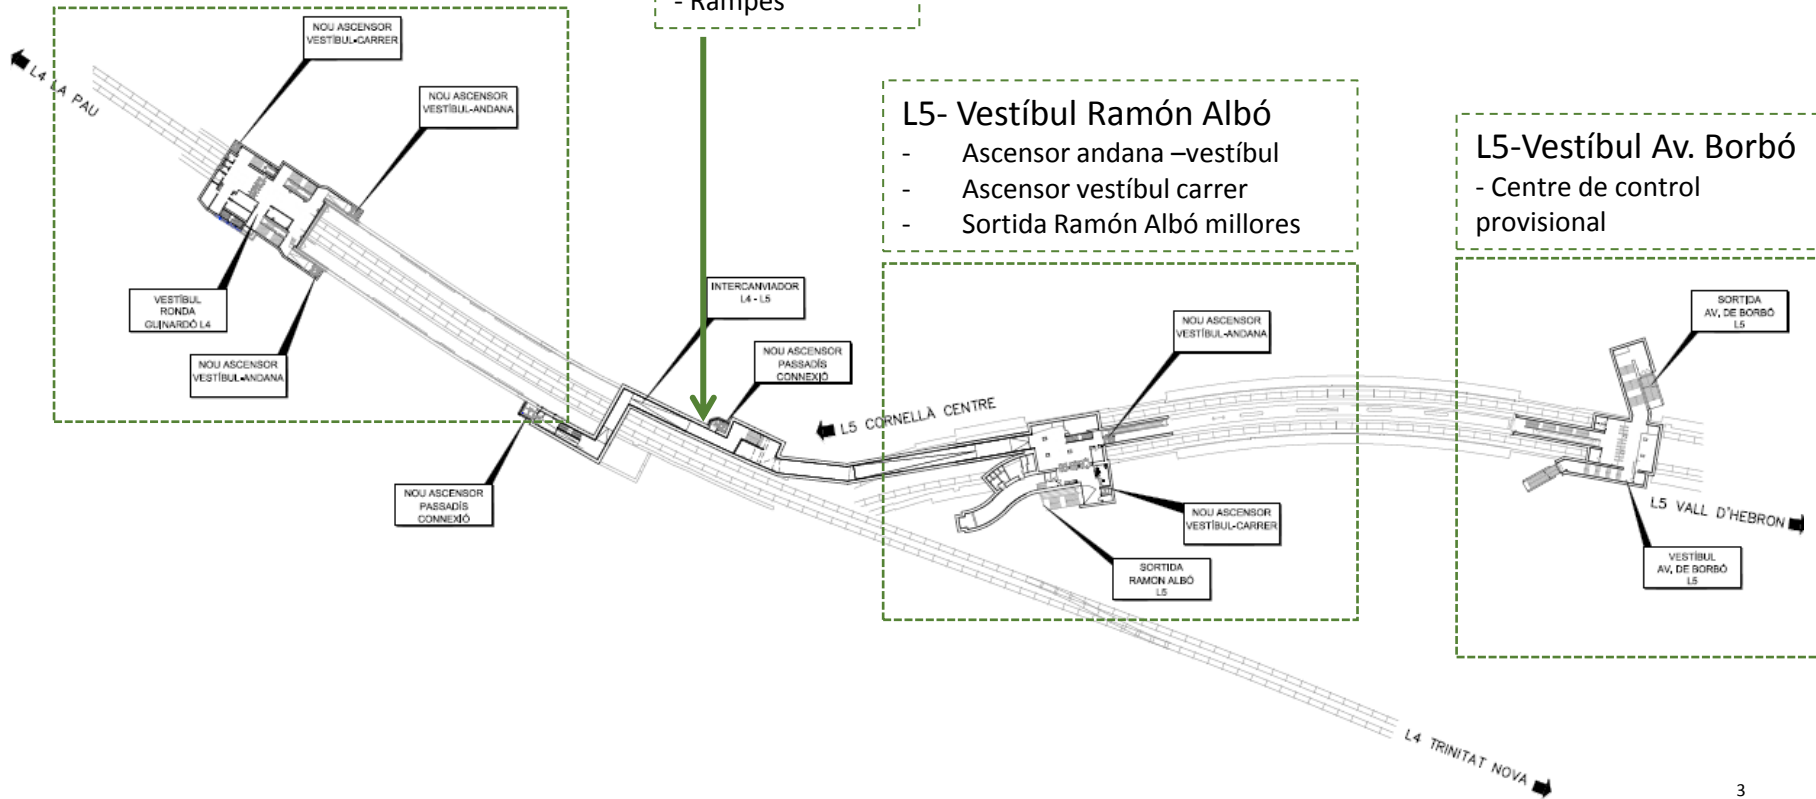 - Rampes
NOU ASCENSOR
VESTÍBUL-CARRER
L4 LA PAU
NOU ASCENSOR
VESTÍBUL-ANDANA
L5- Vestíbul Ramón Albó
- Ascensor andana –vestíbul
- Ascensor vestíbul carrer
- Sortida Ramón Albó millores
L5-Vestíbul Av. Borbó
- Centre de control
provisional
VESTÍBUL
RONDA
GUINARDÓ L4
NOU ASCENSOR
VESTÍBUL-ANDANA
INTERCANVIADOR
L4 - L5
NOU ASCENSOR
PASSADÍS
CONNEXIÓ
L5 CORNELLÀ CENTRE
NOU ASCENSOR
VESTÍBUL-ANDANA
SORTIDA
AV. DE BORBÓ
L5
NOU ASCENSOR
PASSADÍS
CONNEXIÓ
NOU ASCENSOR
VESTÍBUL-CARRER
SORTIDA
RAMON ALBÓ
L5
L5 VALL D'HEBRON
VESTÍBUL
AV. DE BORBÓ
L5
L4 TRINITAT NOVA
3